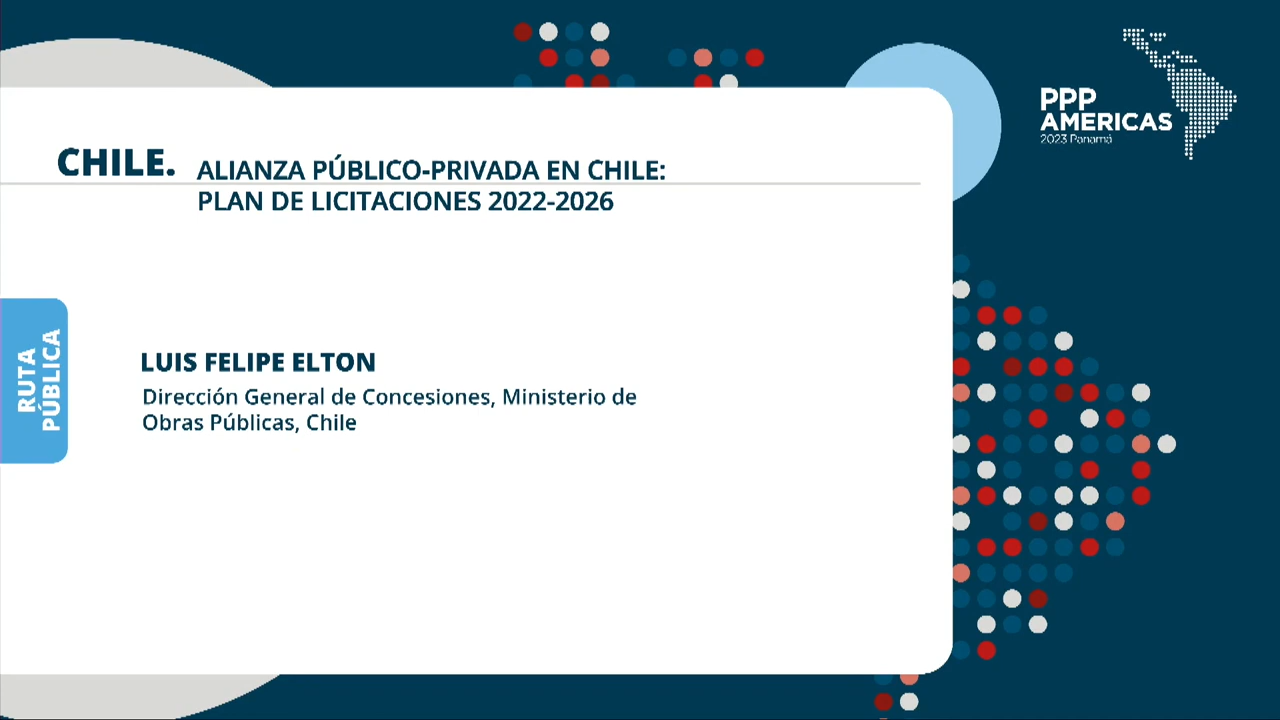 PPP
AMERICAS
2023 Panamá
CHILE.
ALIANZA PÚBLICO-PRIVADA EN CHILE:
PLAN DE LICITACIONES 2022-2026
RUTA
PÚBLICA
LUIS FELIPE ELTON
Dirección General de Concesiones, Ministerio de
Obras Públicas, Chile